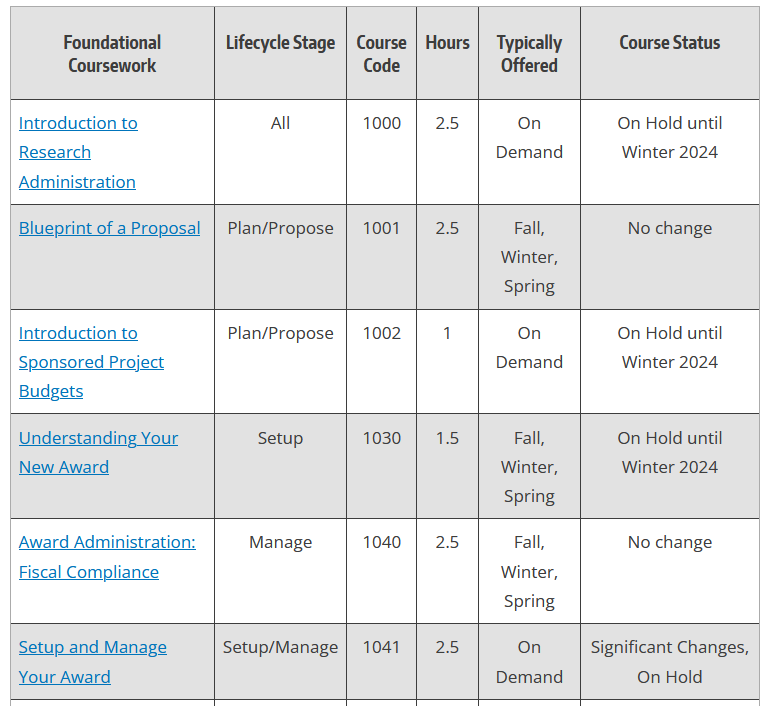 Foundational Coursework Lifecycle Stage Course Code Hours Typically Offered Course Status
Introduction to Research Administration All 1000 2.5 On Demand On Hold until Winter 2024
Blueprint of a Proposal Plan/Propose 1001 2.5 Fall, Winter, Spring No change
Introduction to Sponsored Project Budgets Plan/Propose 1002 1 On Demand On Hold until Winter 2024
Understanding Your New Award Setup 1030 1.5 Fall, Winter, Spring On Hold until Winter 2024
Award Administration: Fiscal Compliance Manage 1040 2.5 Fall, Winter, Spring No change
Setup and Manage Your Award Setup/Manage 1041 2.5 On Demand Significant Changes, On Hold